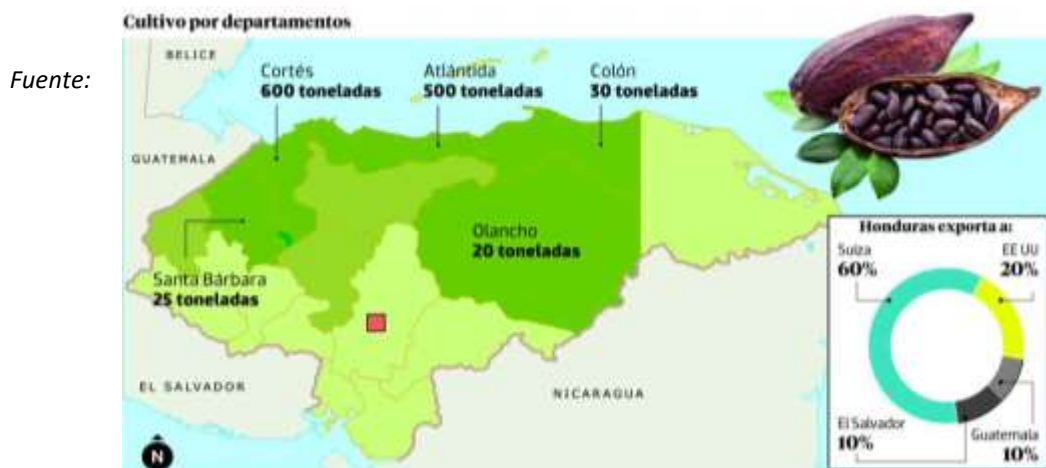 Cultivo por departamentos
Fuente:
BELICE
Cortés
600 toneladas
Atlántida
500 toneladas
Colón
30 toneladas
GUATEMALA
Olancho
20 toneladas
Santa Bárbara
25 toneladas
EL SALVADOR
NICARAGUA
N
Honduras exporta a:
Suiza
60%
EE UU
20%
El Salvador
10%
Guatemala
10%